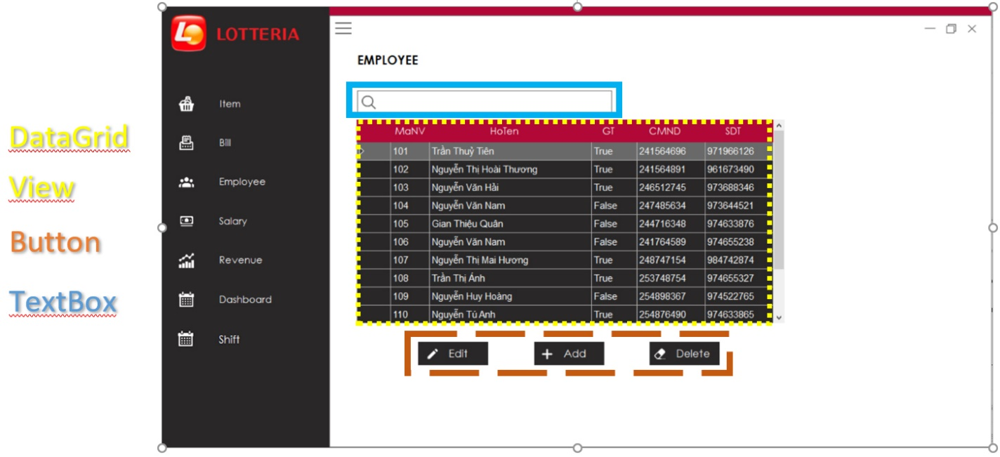 DataGrid
View
Button
TextBox
LOTTERIA
Item
Bill
Employee
Salary
Revenue
Dashboard
Shift
EMPLOYEE
MaNV HoTen GT CMND SDT
101 Trần Thuỷ Tiên True 241564696 971966126
102 Nguyễn Thị Hoài Thương True 241564891 961673490
103 Nguyễn Văn Hải True 246512745 973688346
104 Nguyễn Văn Nam False 247485634 973644521
105 Gian Thiệu Quân False 244716348 974633876
106 Nguyễn Văn Nam False 241764589 974655238
107 Nguyễn Thị Mai Hương True 248747154 984742874
108 Trần Thị Ánh True 253748754 974655327
109 Nguyễn Huy Hoàng False 254898367 974522765
110 Nguyễn Tú Anh True 254876490 974633865
Edit Add Delete